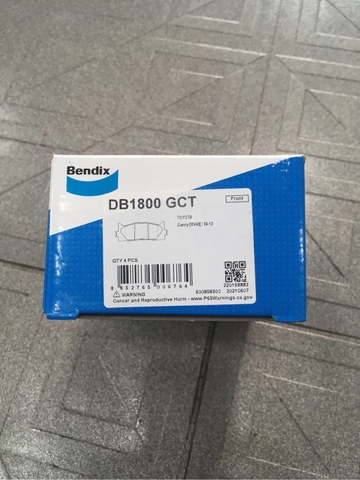 Bendix
DB1800 GCT
Front
TOYOTA
QTY 4 PCS
WARNING
Cancer and Reproductive Harm - www.P65Warnings.ca.gov